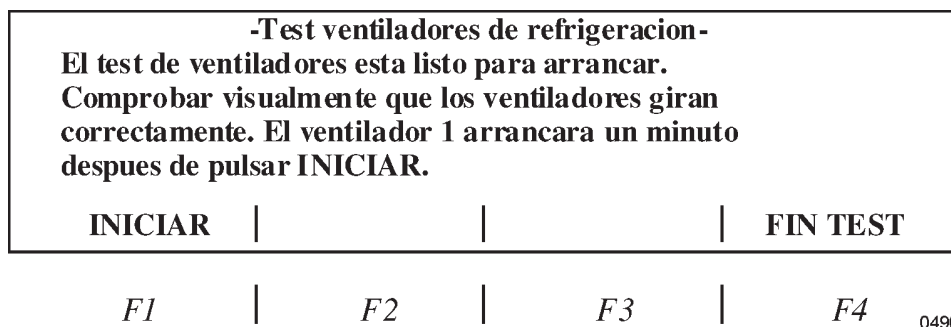 -Test ventiladores de refrigeracion-
El test de ventiladores esta listo para arrancar.
Comprobar visualmente que los ventiladores giran
correctamente. El ventilador 1 arrancara un minuto
despues de pulsar INICIAR.
INICIAR | | | FIN TEST
F1 | F2 | F3 | F4